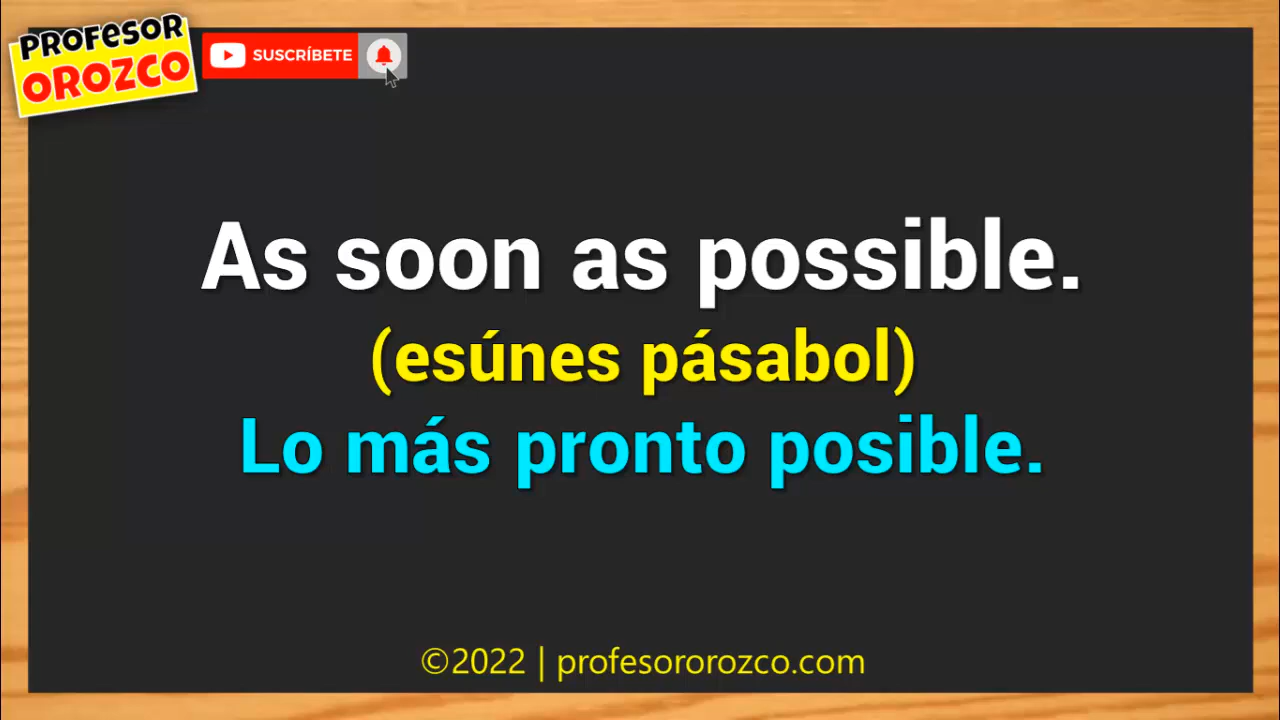 PROFESOR
OROZCO
SUSCRÍBETE
As soon as possible.
(esúnes pásabol)
Lo más pronto posible.
©2022 | profesororozco.com